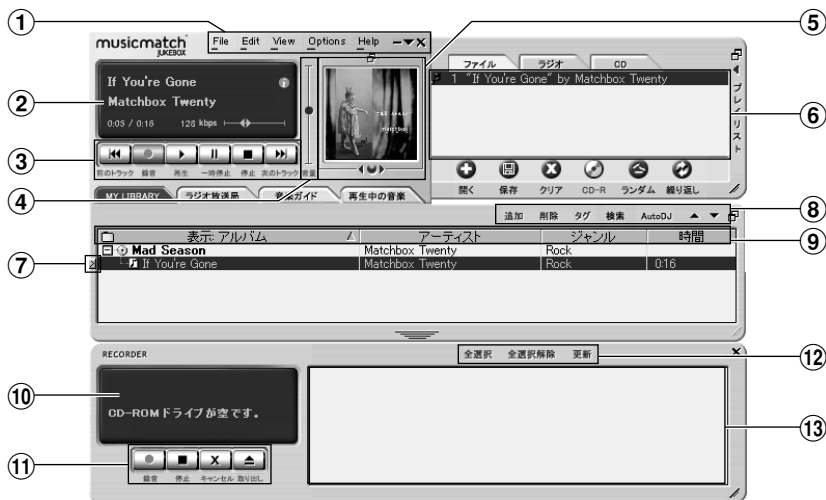 ① ② ③ ④ ⑤ ⑥ ⑦ ⑧ ⑨ ⑩ ⑪ ⑫ ⑬
musicmatch
JUKEBOX
File Edit View Options Help
If You're Gone
Matchbox Twenty
0:05 / 0:16 128 kbps
前のトラック 録音 再生 一時停止 停止 次のトラック 音量
ファイル ラジオ CD
1 "If You're Gone" by Matchbox Twenty
プレイリスト
開く 保存 クリア CD-R ランダム 繰り返し
MY LIBRARY ラジオ放送局 音楽ガイド 再生中の音楽
追加 削除 タグ 検索 AutoDJ
表示: アルバム アーティスト ジャンル 時間
Mad Season Matchbox Twenty Rock
If You're Gone Matchbox Twenty Rock 0:16
RECORDER
全選択 全選択解除 更新
CD-ROMドライブが空です。
録音 停止 キャンセル 取り出し